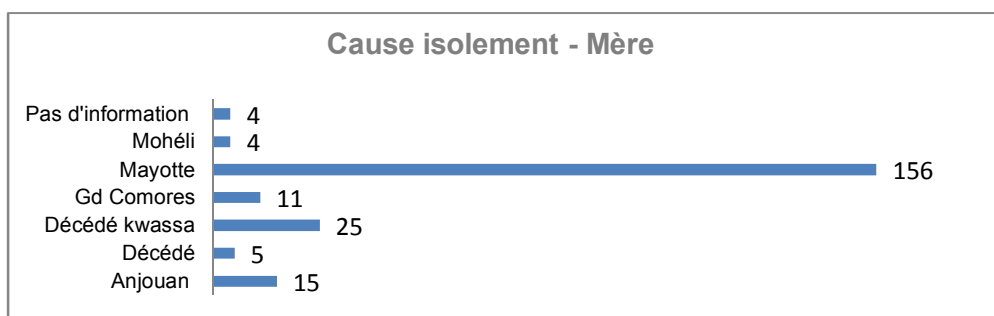 Cause isolement - Mère
Pas d'information 4
Mohéli 4
Mayotte 156
Gd Comores 11
Décédé kwassa 25
Décédé 5
Anjouan 15